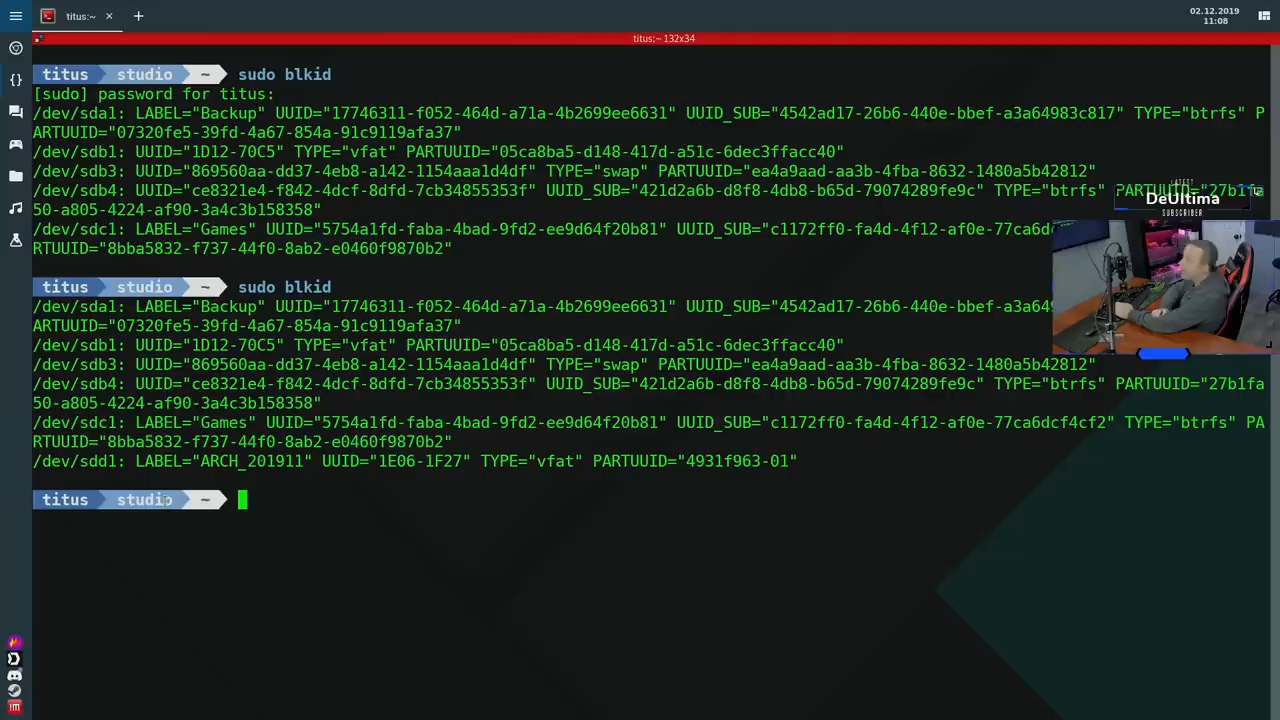 titus:~
02.12.2019
11:08
titus:~ 132x34
titus studio ~ sudo blkid
[sudo] password for titus:
/dev/sda1: LABEL="Backup" UUID="17746311-f052-464d-a71a-4b2699ee6631" UUID_SUB="4542ad17-26b6-440e-bbef-a3a64983c817" TYPE="btrfs" P
ARTUUID="07320fe5-39fd-4a67-854a-91c9119afa37"
/dev/sdb1: UUID="1D12-70C5" TYPE="vfat" PARTUUID="05ca8ba5-d148-417d-a51c-6dec3ffacc40"
/dev/sdb3: UUID="869560aa-dd37-4eb8-a142-1154aaa1d4df" TYPE="swap" PARTUUID="ea4a9aad-aa3b-4fba-8632-1480a5b42812"
/dev/sdb4: UUID="ce8321e4-f842-4dcf-8dfd-7cb34855353f" UUID_SUB="421d2a6b-d8f8-4db8-b65d-79074289fe9c" TYPE="btrfs" PARTUUID="27b1fa
50-a805-4224-af90-3a4c3b158358"
/dev/sdc1: LABEL="Games" UUID="5754a1fd-faba-4bad-9fd2-ee9d64f20b81" UUID_SUB="c1172ff0-fa4d-4f12-af0e-77ca6dc
RTUUID="8bba5832-f737-44f0-8ab2-e0460f9870b2"
LATEST
DeUltima
SUBSCRIBER
titus studio ~ sudo blkid
/dev/sda1: LABEL="Backup" UUID="17746311-f052-464d-a71a-4b2699ee6631" UUID_SUB="4542ad17-26b6-440e-bbef-a3a649
ARTUUID="07320fe5-39fd-4a67-854a-91c9119afa37"
/dev/sdb1: UUID="1D12-70C5" TYPE="vfat" PARTUUID="05ca8ba5-d148-417d-a51c-6dec3ffacc40"
/dev/sdb3: UUID="869560aa-dd37-4eb8-a142-1154aaa1d4df" TYPE="swap" PARTUUID="ea4a9aad-aa3b-4fba-8632-1480a5b42812"
/dev/sdb4: UUID="ce8321e4-f842-4dcf-8dfd-7cb34855353f" UUID_SUB="421d2a6b-d8f8-4db8-b65d-79074289fe9c" TYPE="btrfs" PARTUUID="27b1fa
50-a805-4224-af90-3a4c3b158358"
/dev/sdc1: LABEL="Games" UUID="5754a1fd-faba-4bad-9fd2-ee9d64f20b81" UUID_SUB="c1172ff0-fa4d-4f12-af0e-77ca6dcf4cf2" TYPE="btrfs" PA
RTUUID="8bba5832-f737-44f0-8ab2-e0460f9870b2"
/dev/sdd1: LABEL="ARCH_201911" UUID="1E06-1F27" TYPE="vfat" PARTUUID="4931f963-01"
titus studio ~